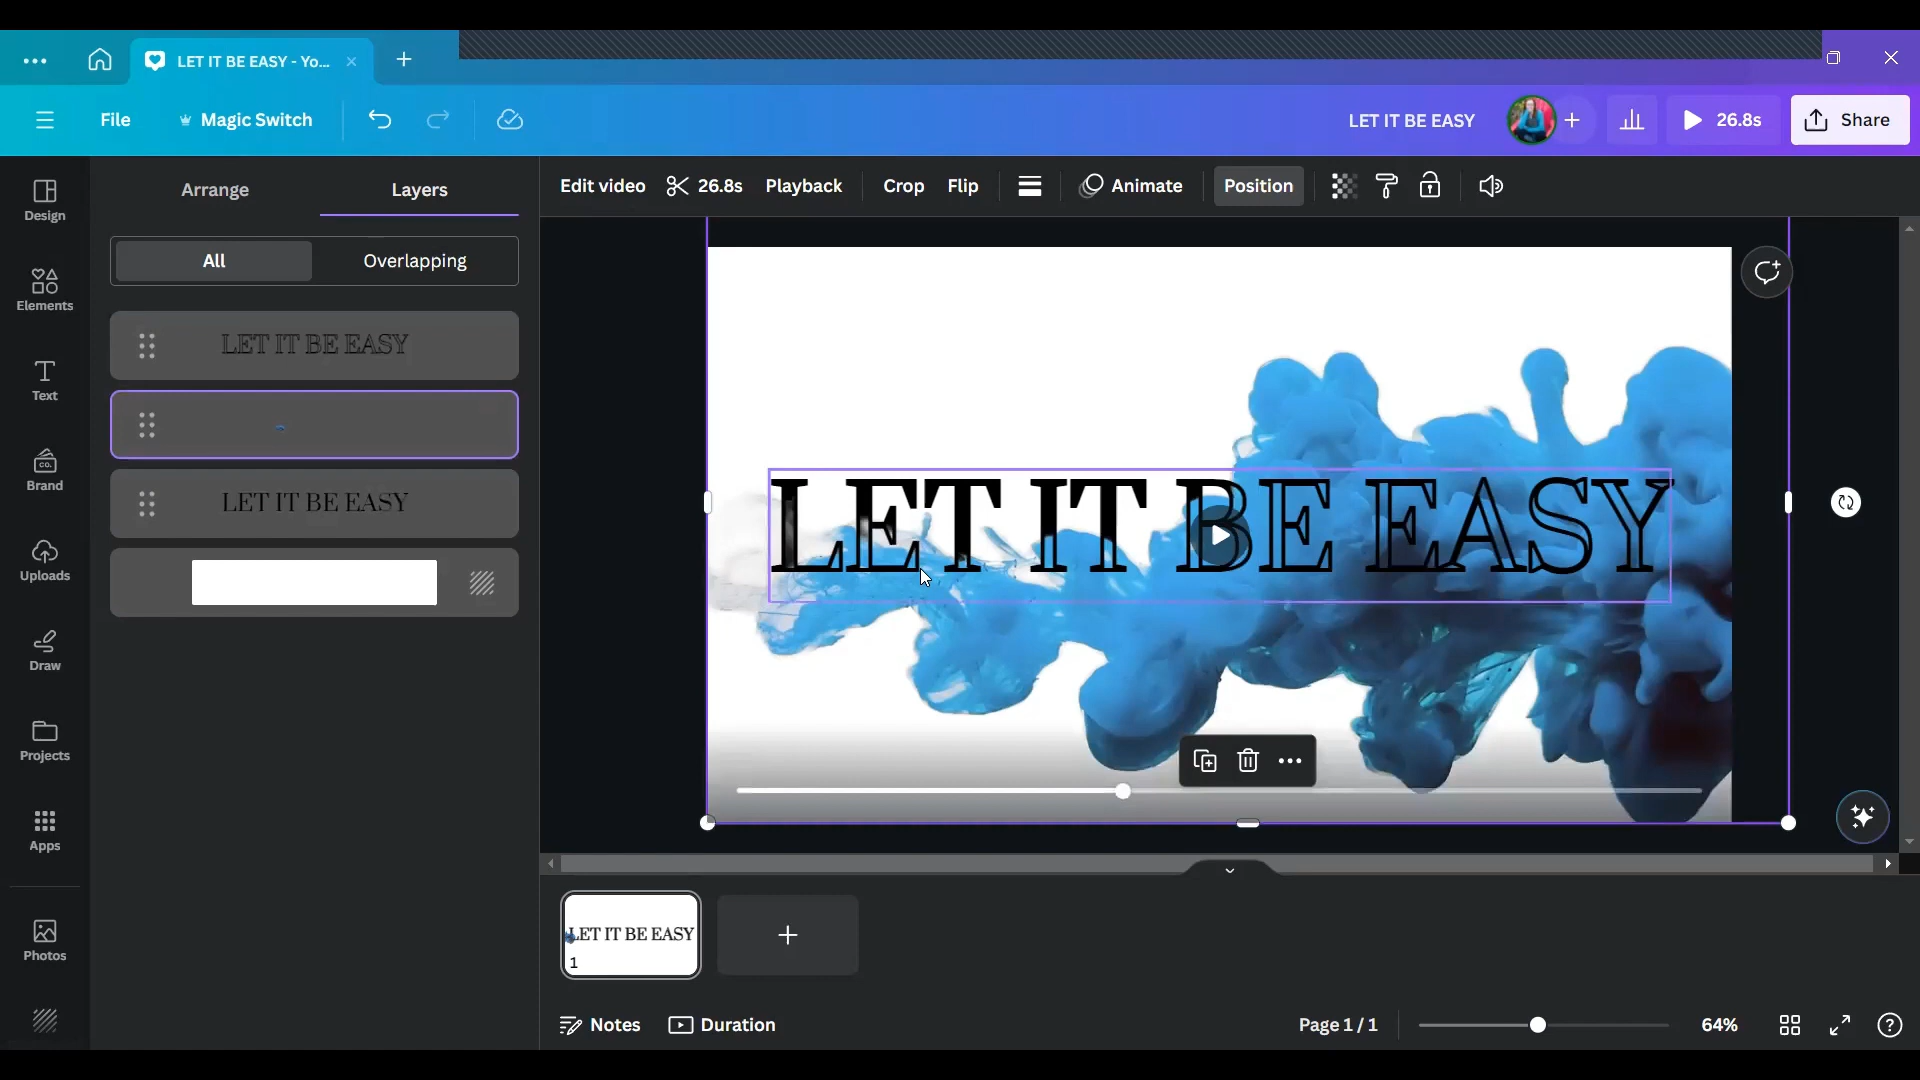 LET IT BE EASY - Yo...
File
Magic Switch
LET IT BE EASY
26.8s
Share
Design
Elements
Text
Brand
CO.
Uploads
Draw
Projects
Apps
Photos
Arrange
Layers
All
Overlapping
LET IT BE EASY
LET IT BE EASY
Edit video
26.8s
Playback
Crop
Flip
Animate
Position
LET IT BE EASY
LET IT BE EASY
1
Notes
Duration
Page 1 / 1
64%